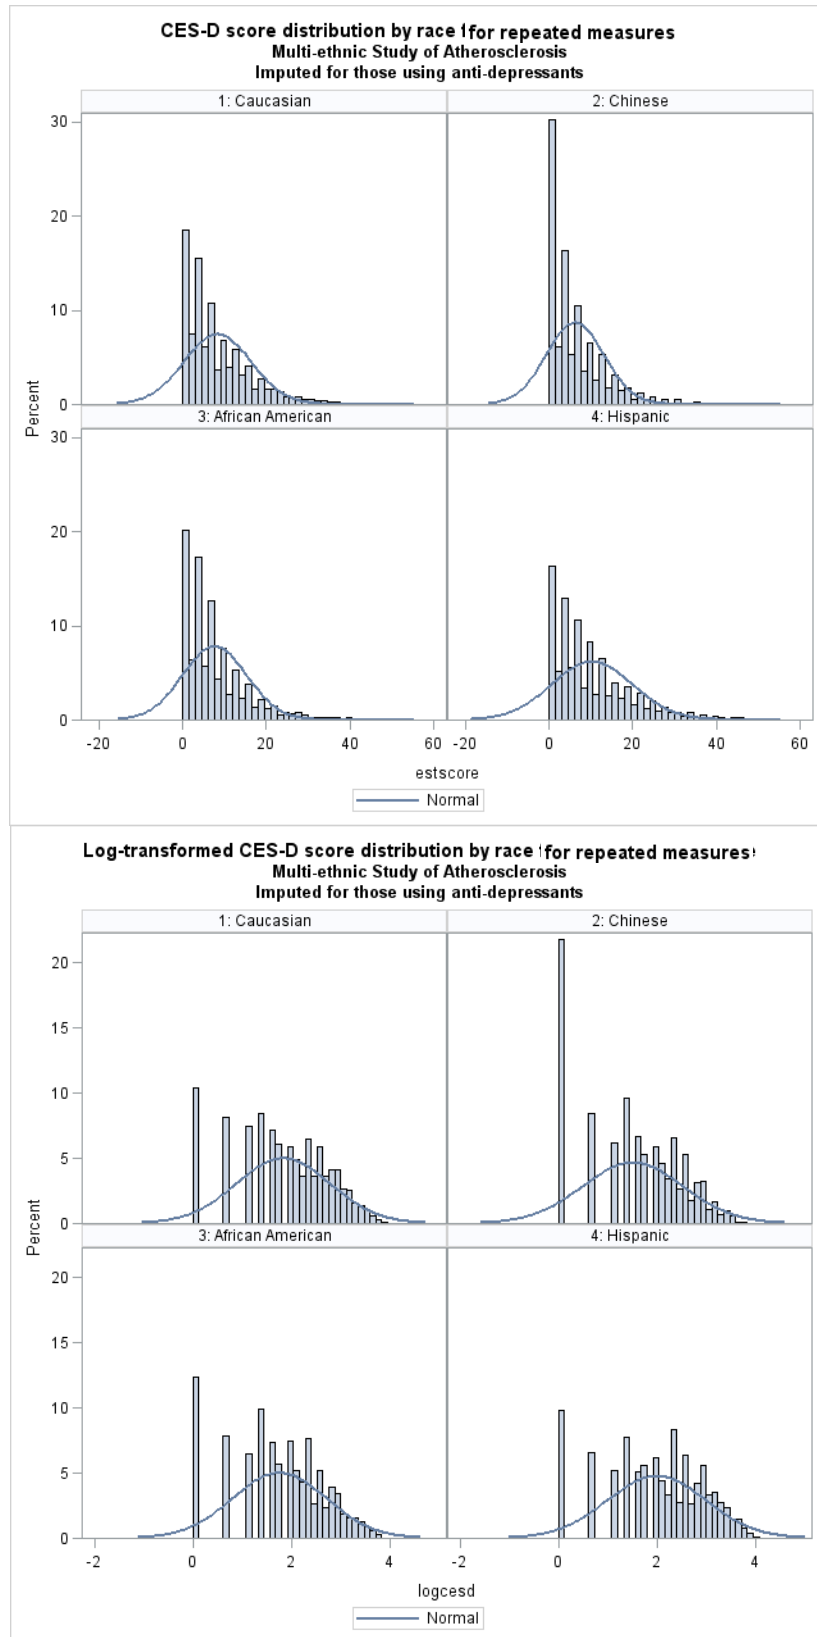 CES-D score distribution by race for repeated measures
Multi-ethnic Study of Atherosclerosis
Imputed for those using anti-depressants
1: Caucasian 2: Chinese
30
20
10
0
Percent
3: African American 4: Hispanic
30
20
10
0
-20 0 20 40 60 -20 0 20 40 60
estscore
Normal
Log-transformed CES-D score distribution by race for repeated measures
Multi-ethnic Study of Atherosclerosis
Imputed for those using anti-depressants
1: Caucasian 2: Chinese
20
15
10
5
0
Percent
3: African American 4: Hispanic
20
15
10
5
0
-2 0 2 4 -2 0 2 4
logcesd
Normal